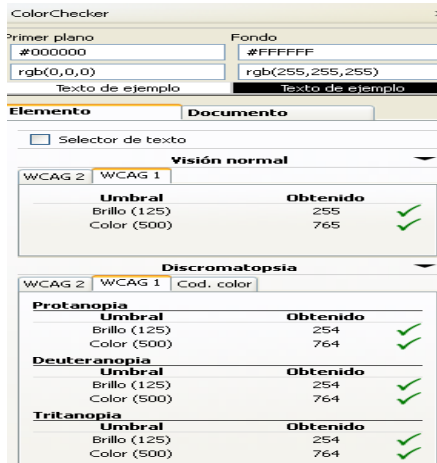 ColorChecker
Primer plano Fondo
#000000 #FFFFFF
rgb(0,0,0) rgb(255,255,255)
Texto de ejemplo Texto de ejemplo
Elemento Documento
Selector de texto
Visión normal
WCAG 2 WCAG 1
Umbral Obtenido
Brillo (125) 255
Color (500) 765
Discromatopsia
WCAG 2 WCAG 1 Cod. color
Protanopia
Umbral Obtenido
Brillo (125) 254
Color (500) 764
Deuteranopia
Umbral Obtenido
Brillo (125) 254
Color (500) 764
Tritanopia
Umbral Obtenido
Brillo (125) 254
Color (500) 764